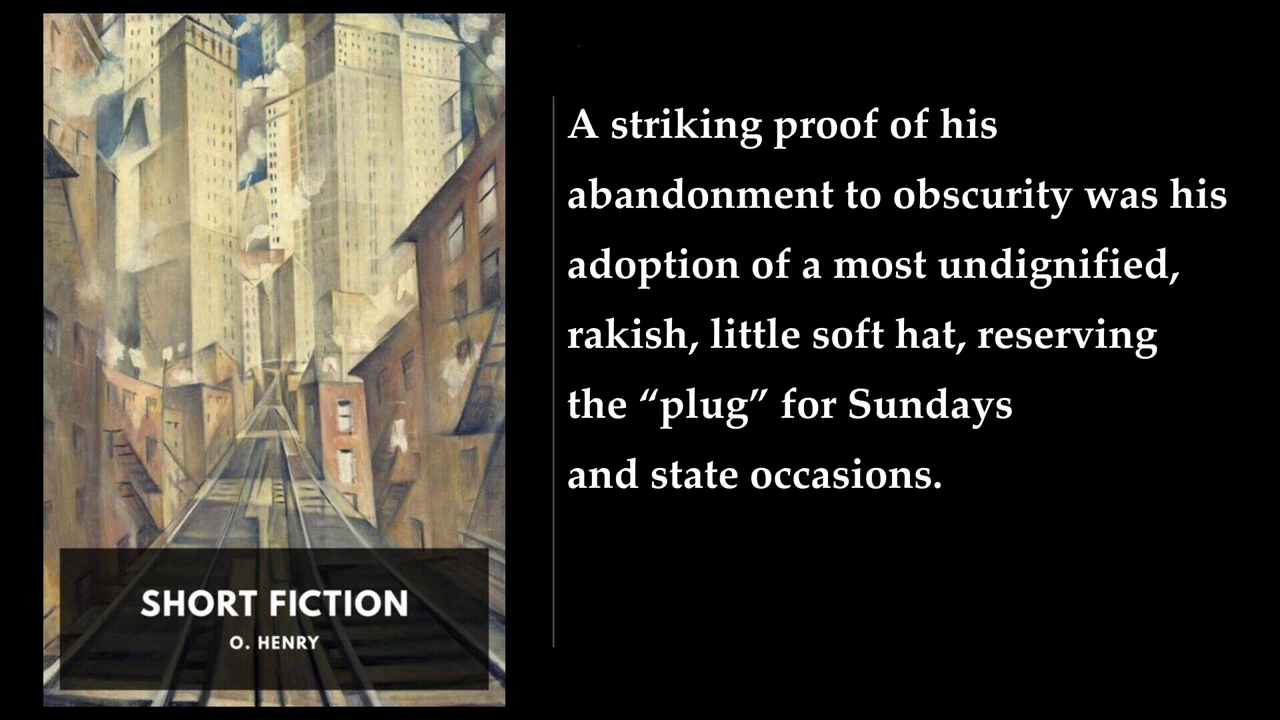 SHORT FICTION
O. HENRY
A striking proof of his
abandonment to obscurity was his
adoption of a most undignified,
rakish, little soft hat, reserving
the “plug” for Sundays
and state occasions.